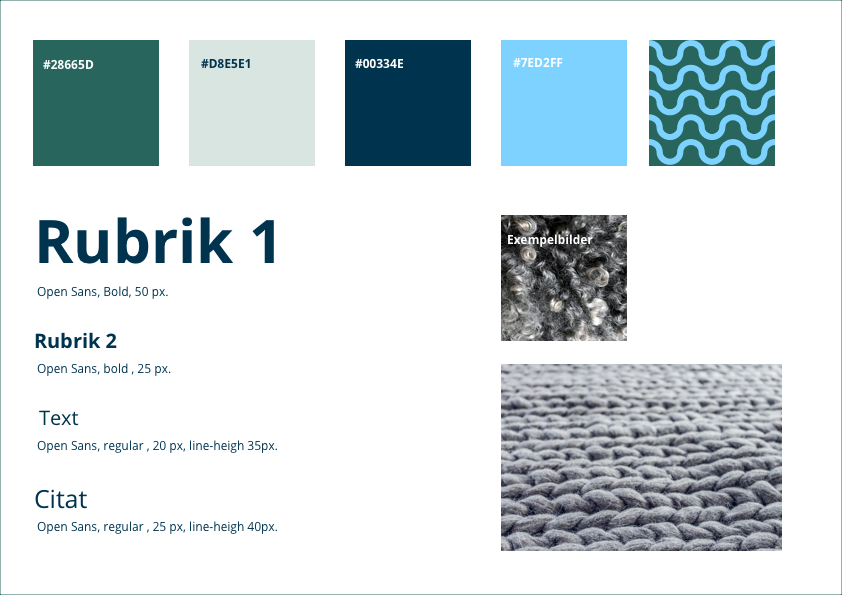 #28665D
#D8E5E1
#00334E
#7ED2FF
Rubrik 1
Open Sans, Bold, 50 px.
Exempelbilder
Rubrik 2
Open Sans, bold , 25 px.
Text
Open Sans, regular , 20 px, line-heigh 35px.
Citat
Open Sans, regular , 25 px, line-heigh 40px.